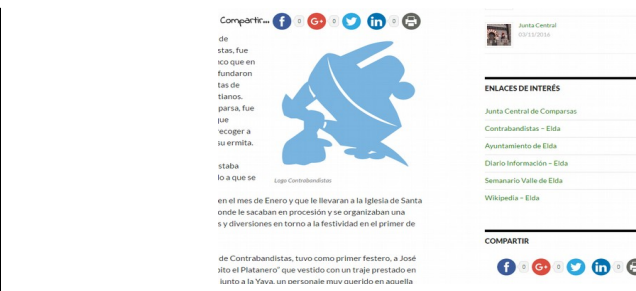 Compartir...
0
0
0
de
stas, fue
nco que en
fundaron
tas de
tianos.
parsa, fue
que
recoger a
su ermita.
staba
lo a que se
Logo Contrabandistas
en el mes de Enero y que le llevaran a la Iglesia de Santa
onde le sacaban en procesión y se organizaban una
s y diversiones en torno a la festividad en el primer de
de Contrabandistas, tuvo como primer festero, a José
pito el Platanero" que vestido con un traje prestado en
junto a la Yaya, un personaje muy querido en aquella
Junta Central
03/11/2016
ENLACES DE INTERÉS
Junta Central de Comparsas
Contrabandistas – Elda
Ayuntamiento de Elda
Diario Información – Elda
Semanario Valle de Elda
Wikipedia – Elda
COMPARTIR
0
0
0